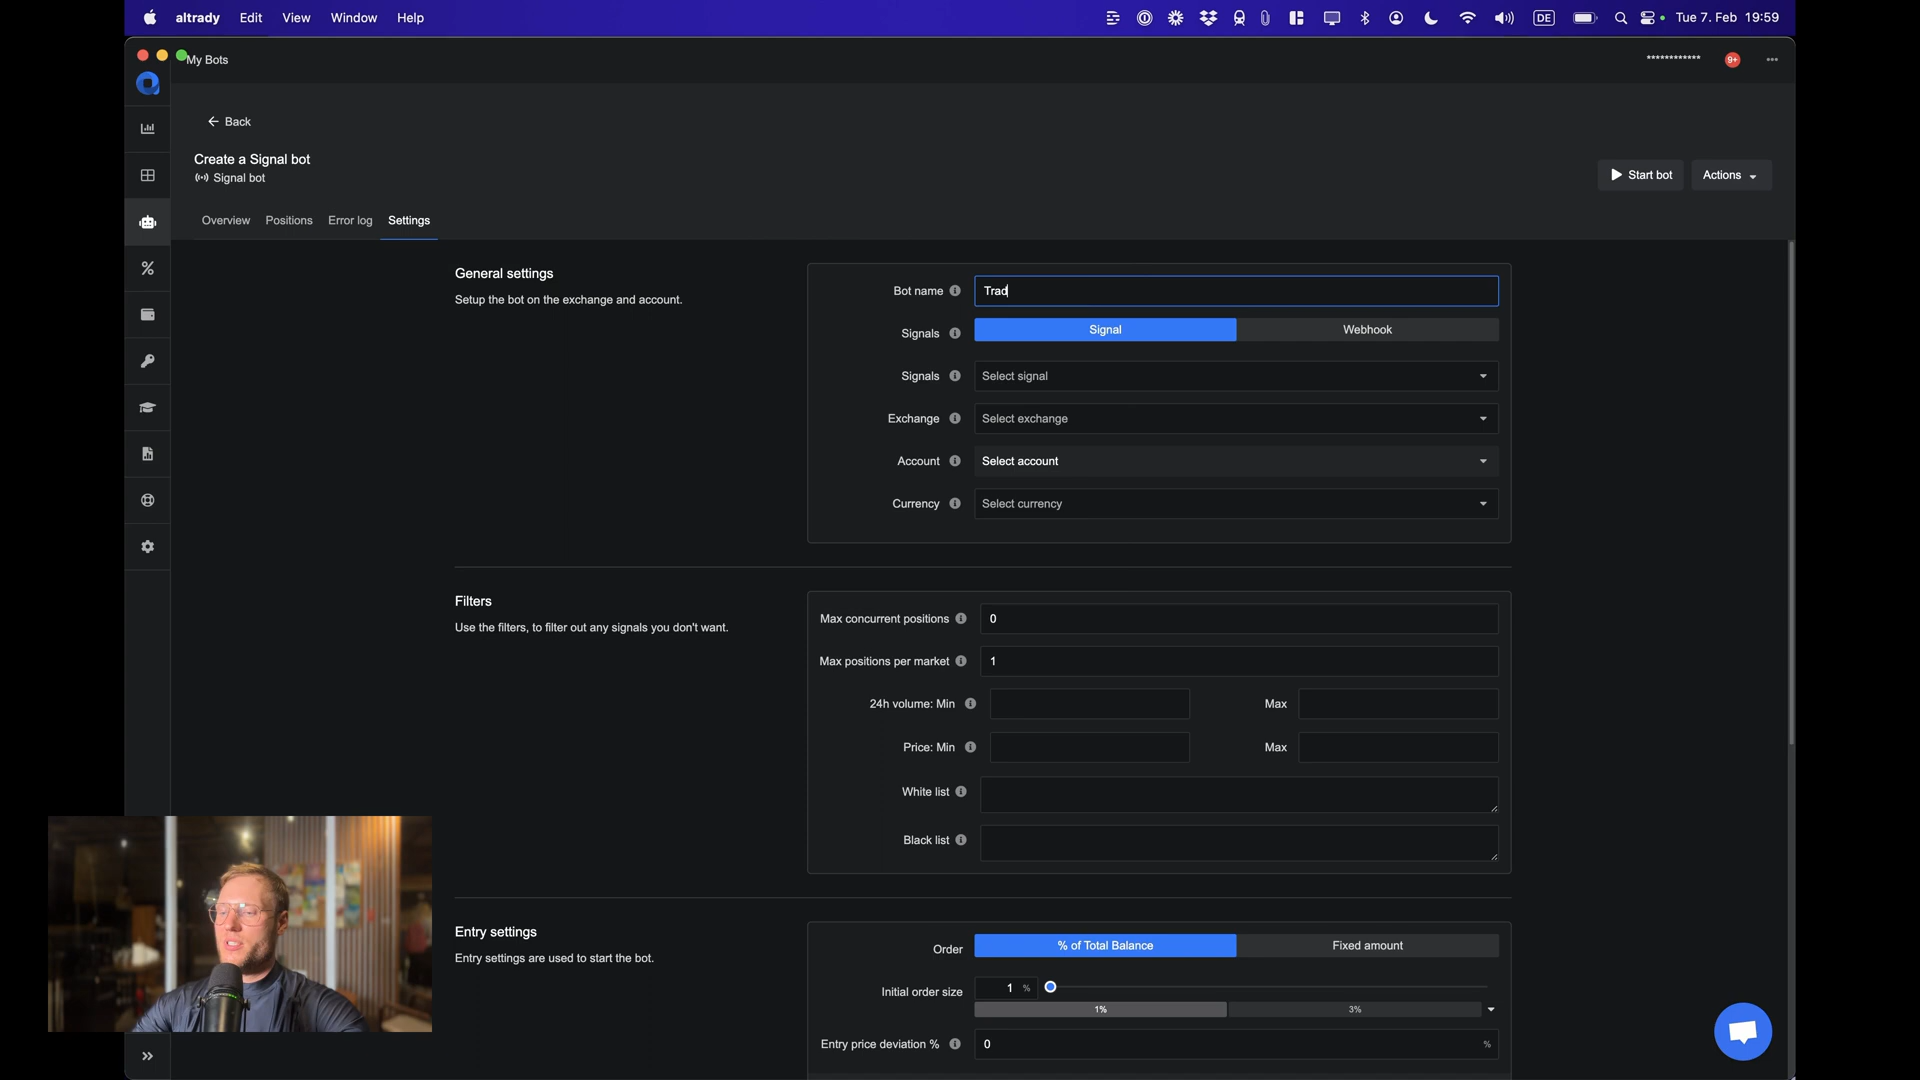 altrady Edit View Window Help DE Tue 7. Feb 19:59
My Bots ************ 9+
Back
Create a Signal bot
Signal bot
Start bot Actions
Overview Positions Error log Settings
General settings
Setup the bot on the exchange and account.
Bot name Trad
Signals Signal Webhook
Signals Select signal
Exchange Select exchange
Account Select account
Currency Select currency
Filters
Use the filters, to filter out any signals you don't want.
Max concurrent positions 0
Max positions per market 1
24h volume: Min Max
Price: Min Max
White list
Black list
Entry settings
Entry settings are used to start the bot.
Order % of Total Balance Fixed amount
Initial order size 1 %
1% 3%
Entry price deviation % 0 %